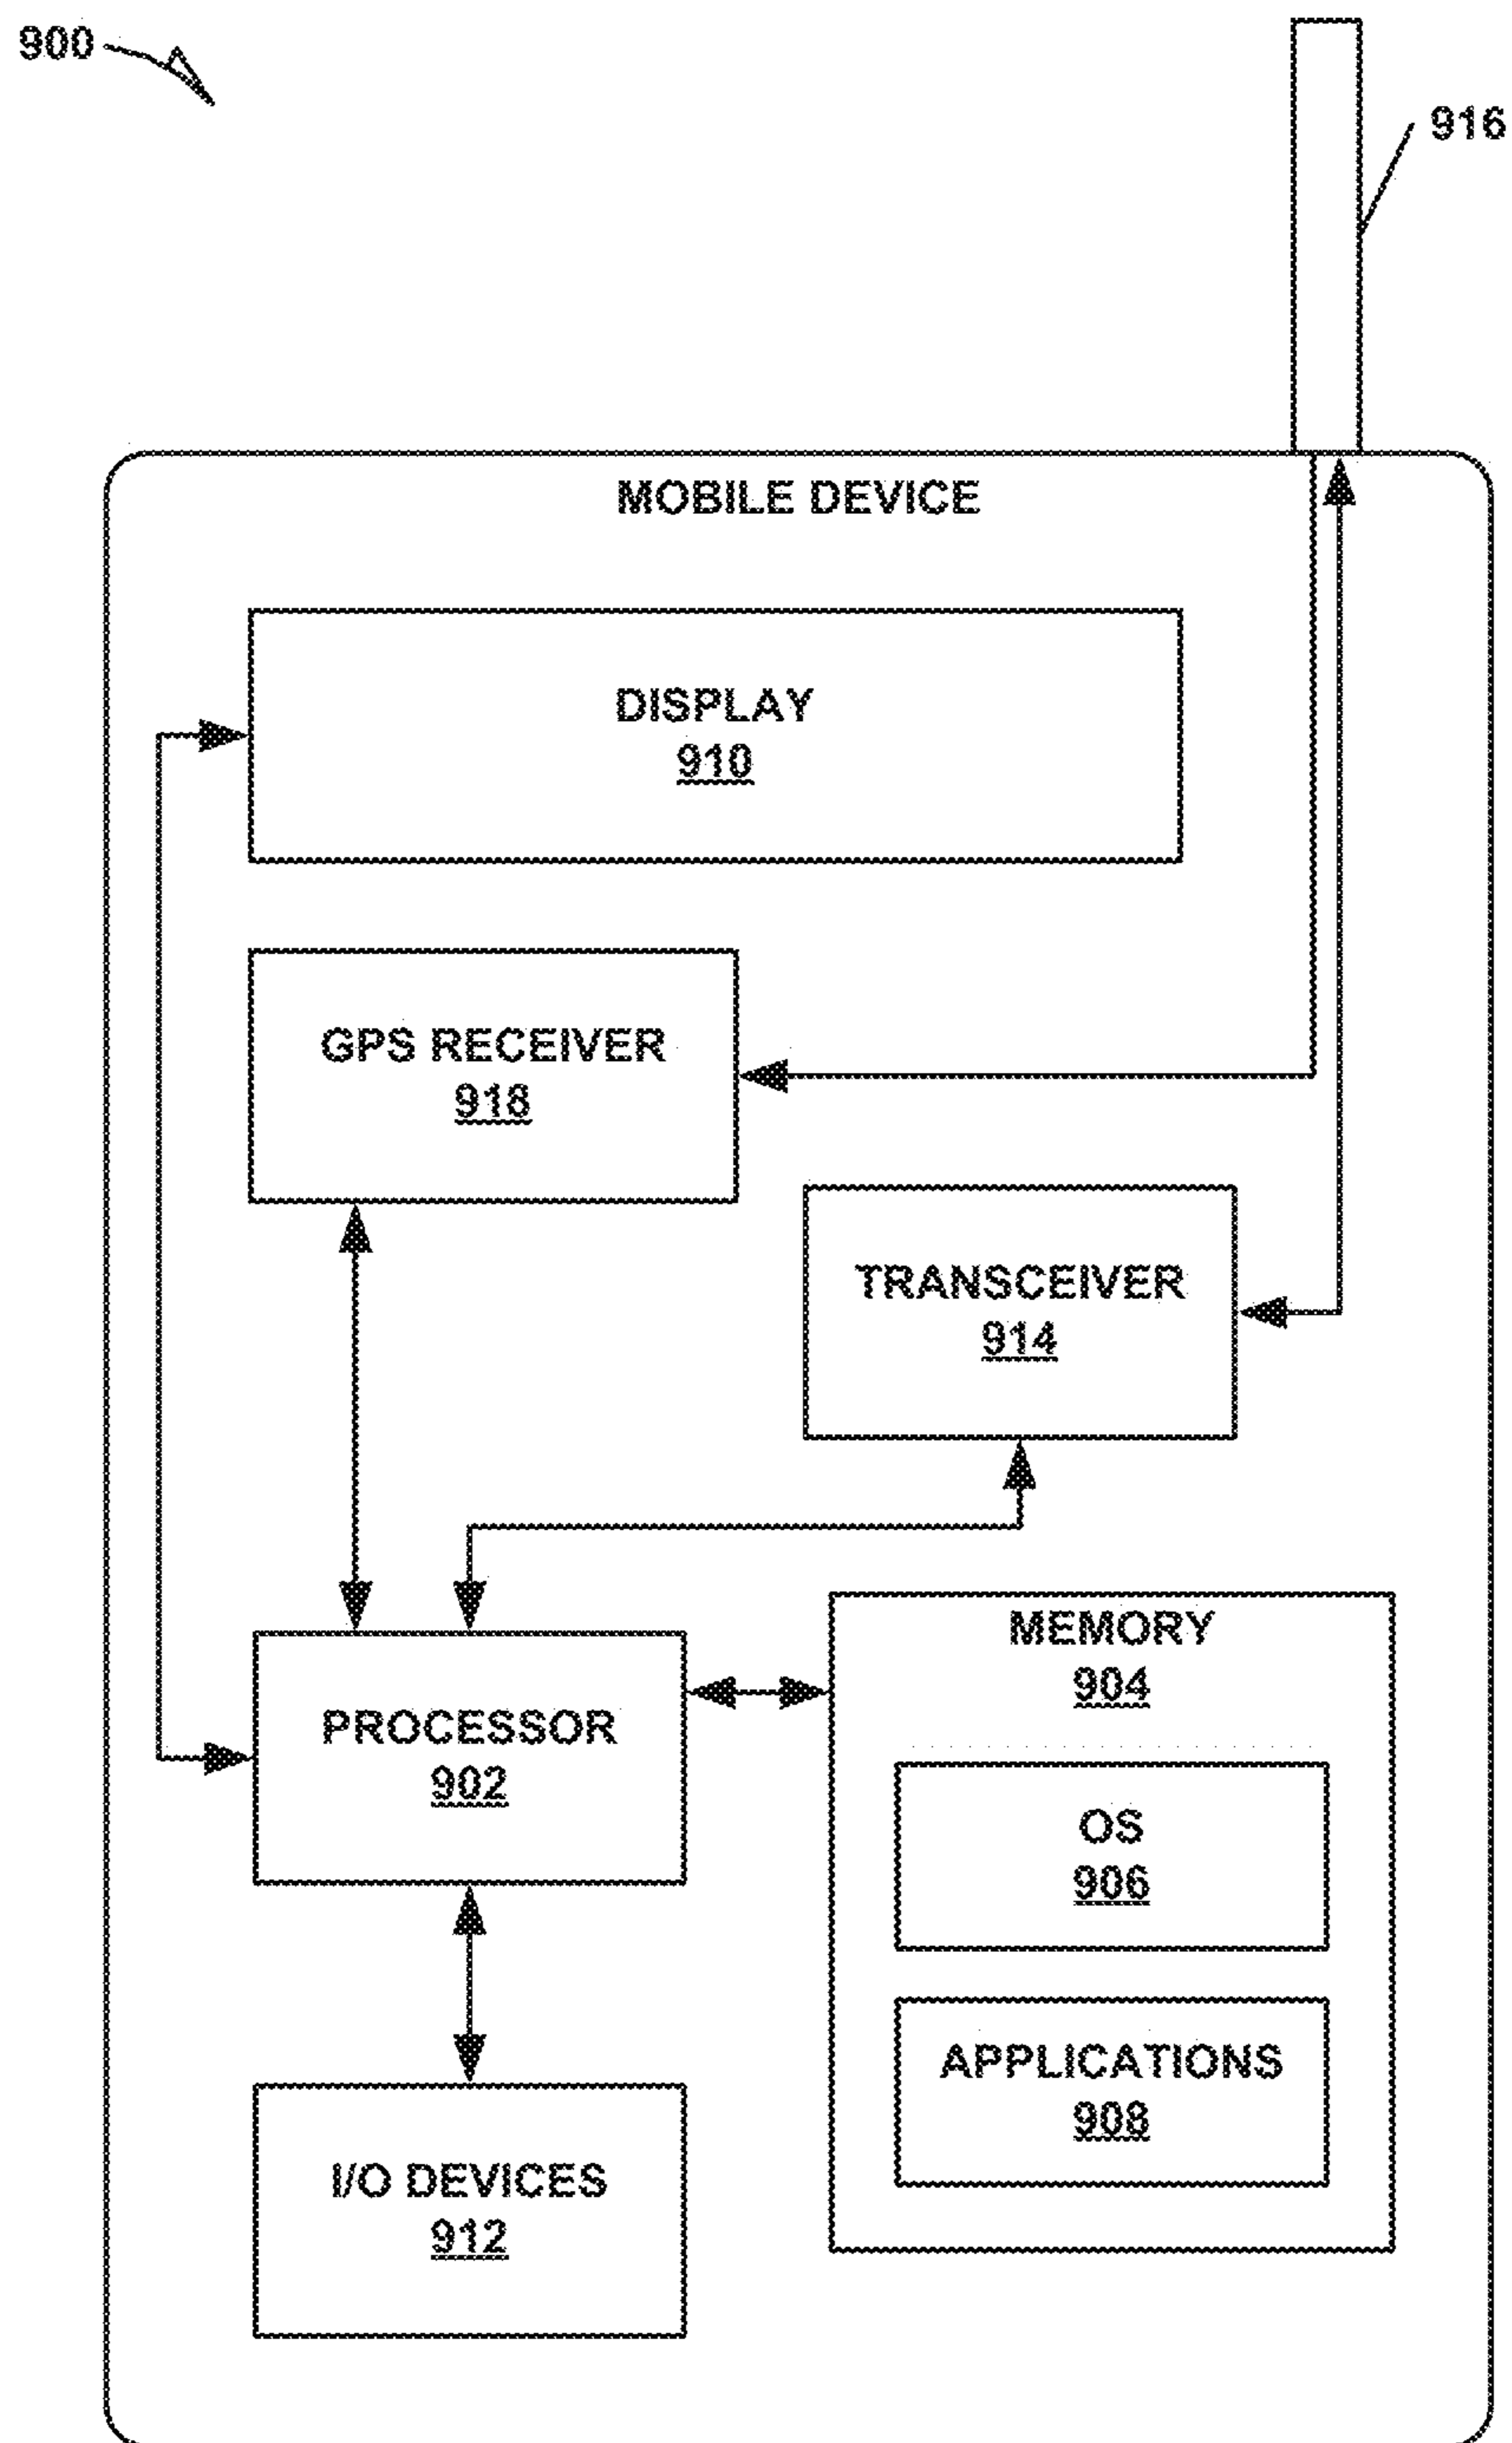 900
916
MOBILE DEVICE
DISPLAY
910
GPS RECEIVER
918
TRANSCEIVER
914
MEMORY
904
PROCESSOR
902
OS
906
APPLICATIONS
908
I/O DEVICES
912